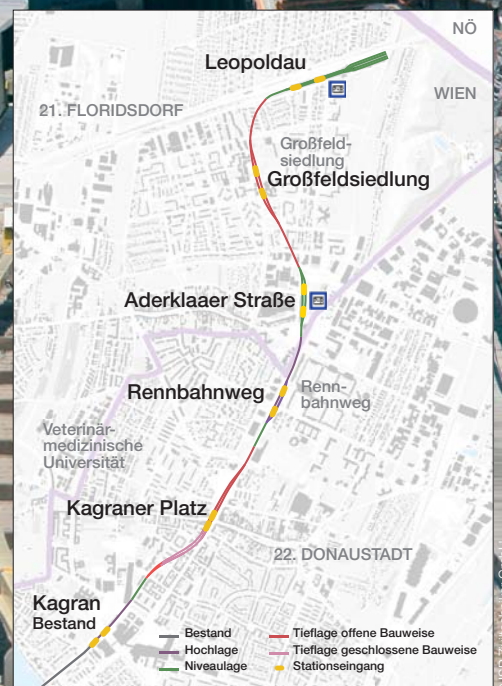 NÖ
Leopoldau
WIEN
21. FLORIDSDORF
Großfeld-
siedlung
Großfeldsiedlung
Aderklaaer Straße
Rennbahnweg
Renn-
bahnweg
Veterinär-
medizinische
Universität
Kagraner Platz
22. DONAUSTADT
Kagran
Bestand
Bestand
Hochlage
Niveaulage
Tieflage offene Bauweise
Tieflage geschlossene Bauweise
Stationseingang